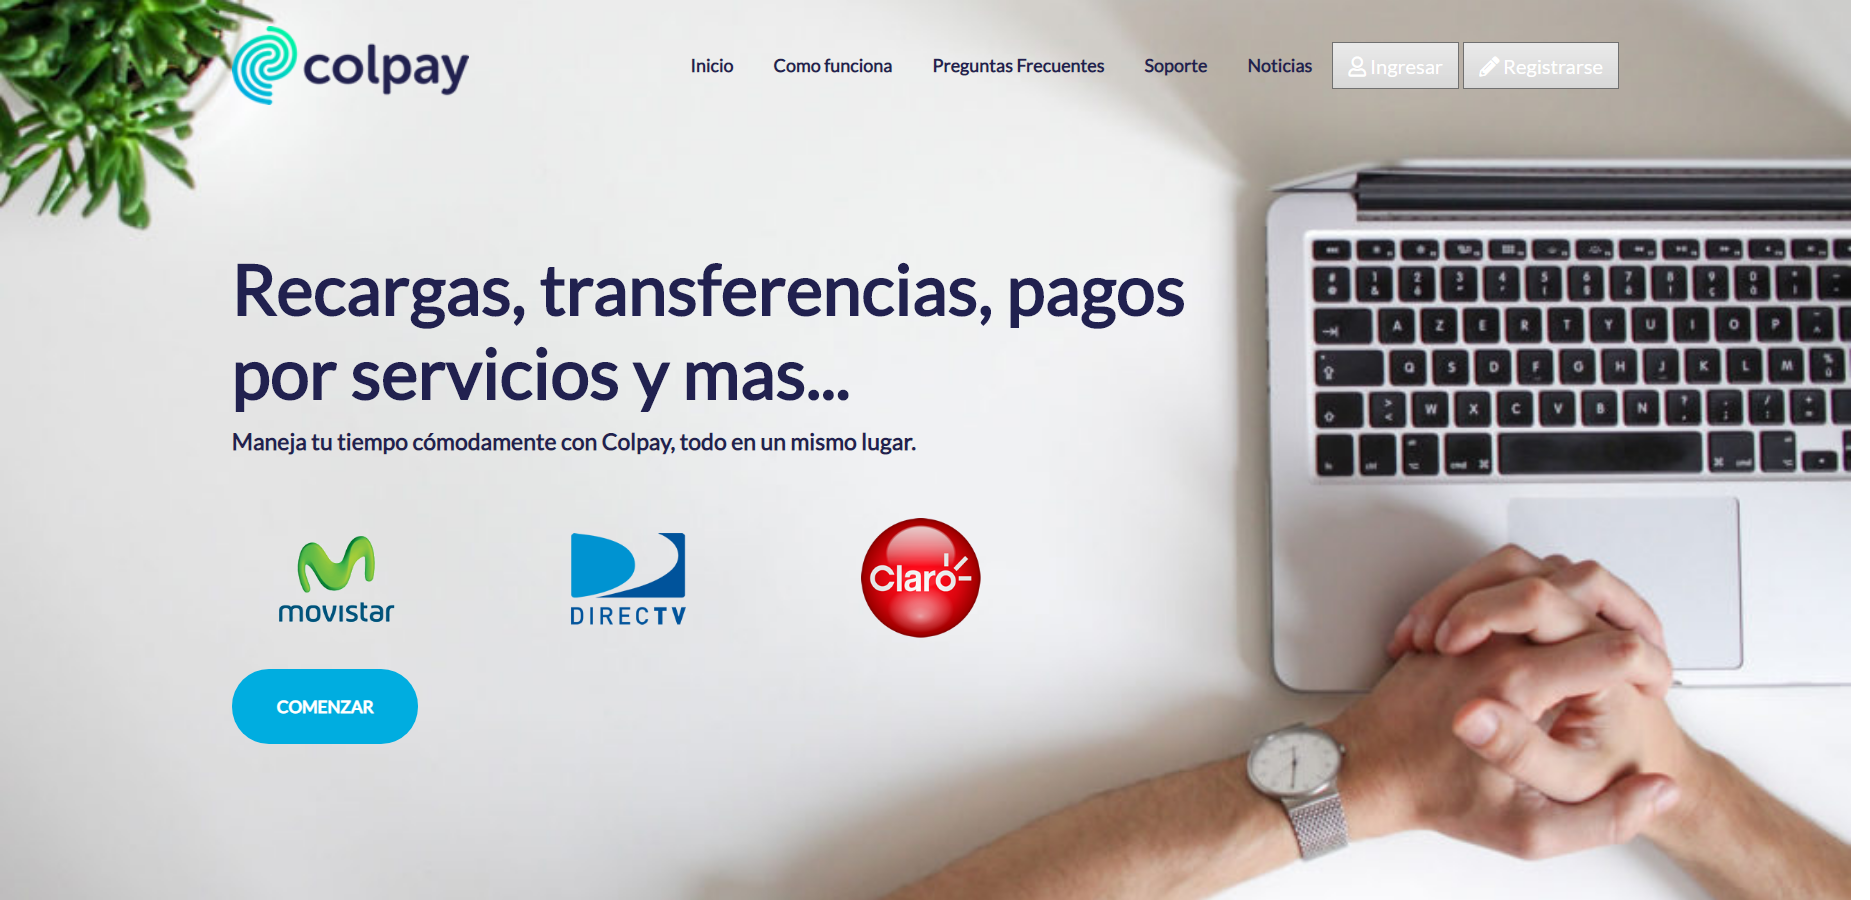 colpay
Inicio Como funciona Preguntas Frecuentes Soporte Noticias Ingresar Registrarse
Recargas, transferencias, pagos
por servicios y mas...
Maneja tu tiempo cómodamente con Colpay, todo en un mismo lugar.
movistar
DIRECTV
Claro
COMENZAR
A Z E R T Y U I O P
Q S D F G H J K L M
W X C V B N